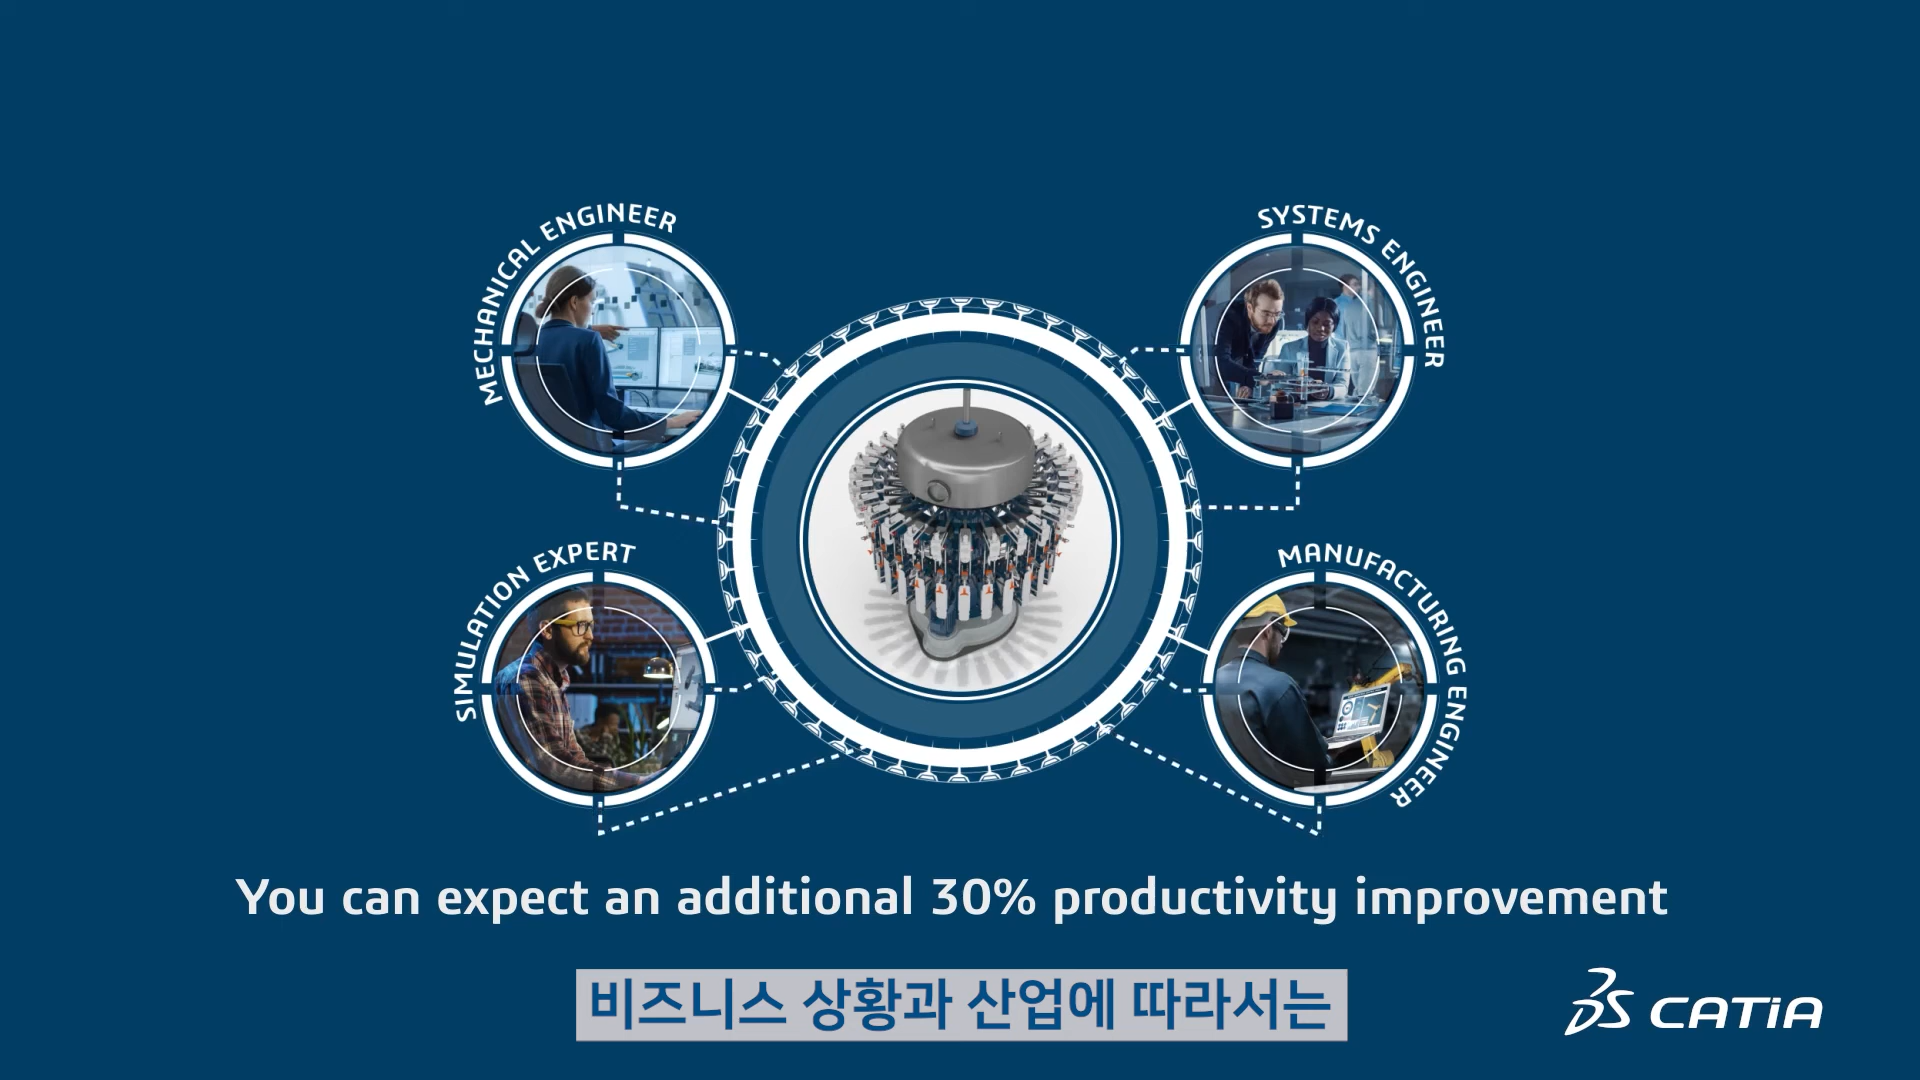 MECHANICAL ENGINEER
SYSTEMS ENGINEER
SIMULATION EXPERT
MANUFACTURING ENGINEER
You can expect an additional 30% productivity improvement
비즈니스 상황과 산업에 따라서는
3DS CATIA